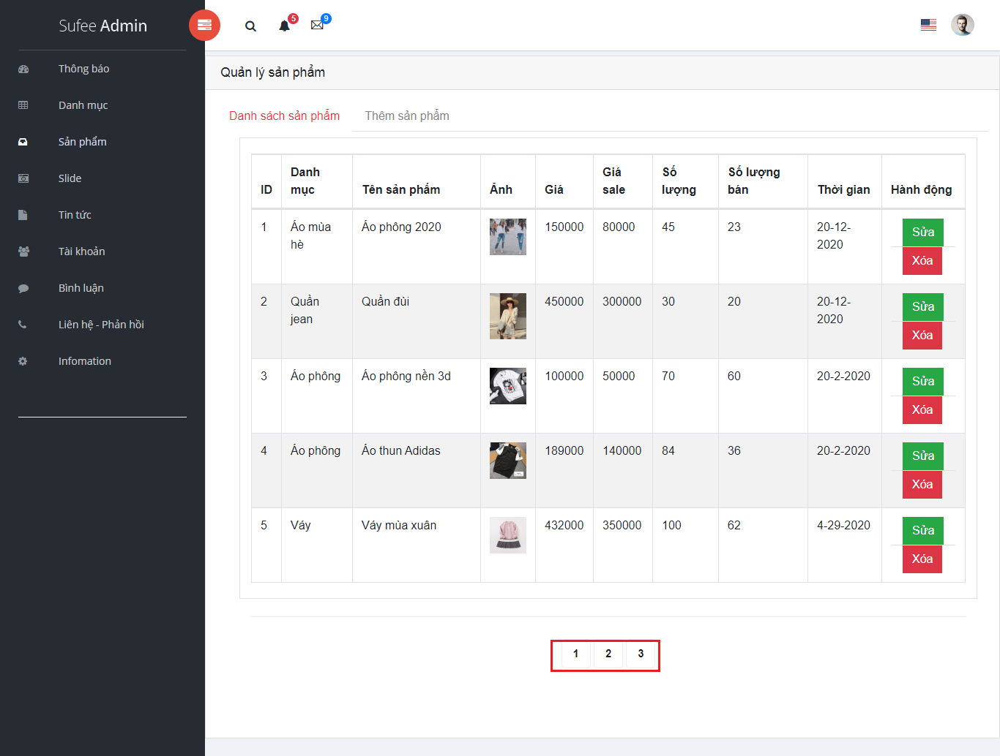 Sufee Admin
5
9
Thông báo
Danh mục
Sản phẩm
Slide
Tin tức
Tài khoản
Bình luận
Liên hệ - Phản hồi
Infomation
Quản lý sản phẩm
Danh sách sản phẩm Thêm sản phẩm
ID Danh mục Tên sản phẩm Ảnh Giá Giá sale Số lượng Số lượng bán Thời gian Hành động
1 Áo mùa hè Áo phông 2020 150000 80000 45 23 20-12-2020 Sửa
Xóa
2 Quần jean Quần đùi 450000 300000 30 20 20-12-2020 Sửa
Xóa
3 Áo phông Áo phông nền 3d 100000 50000 70 60 20-2-2020 Sửa
Xóa
4 Áo phông Áo thun Adidas 189000 140000 84 36 20-2-2020 Sửa
Xóa
5 Váy Váy mùa xuân 432000 350000 100 62 4-29-2020 Sửa
Xóa
1 2 3